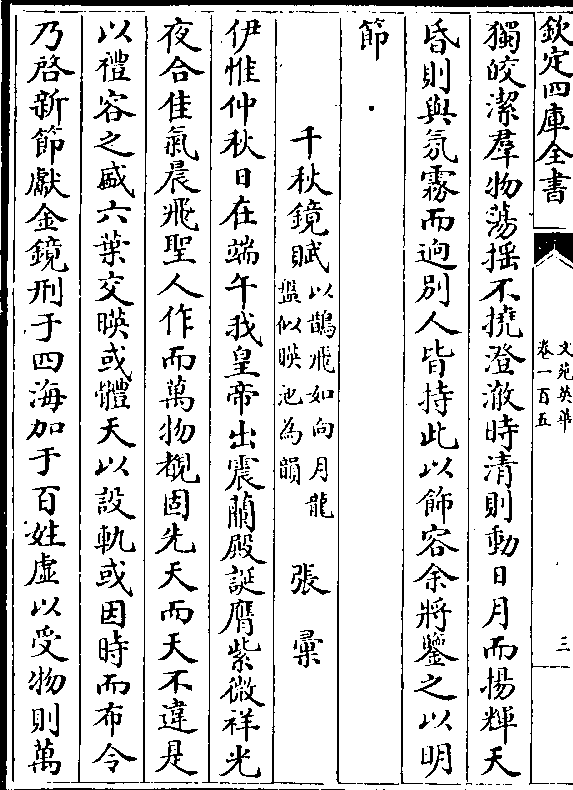 欽定四庫全書
文苑英華
卷一百五
三
獨皎潔羣物蕩揺不撓澄澈時清則動日月而揚輝天
昏則與氛霧而逈別人皆持此以飾容余將鑒之以明
節
千秋鏡賦
以鵲飛如向月龍
盤似暎池為韻
張彚
伊惟仲秋日在端午我皇帝出震蘭殿誕膺紫微祥光
夜合佳氣晨飛聖人作而萬物覩固先天而天不違是
以禮容之盛六葉交暎或體天以設軌或因時而布令
乃啓新節獻金鏡刑于四海加于百姓虛以受物則萬